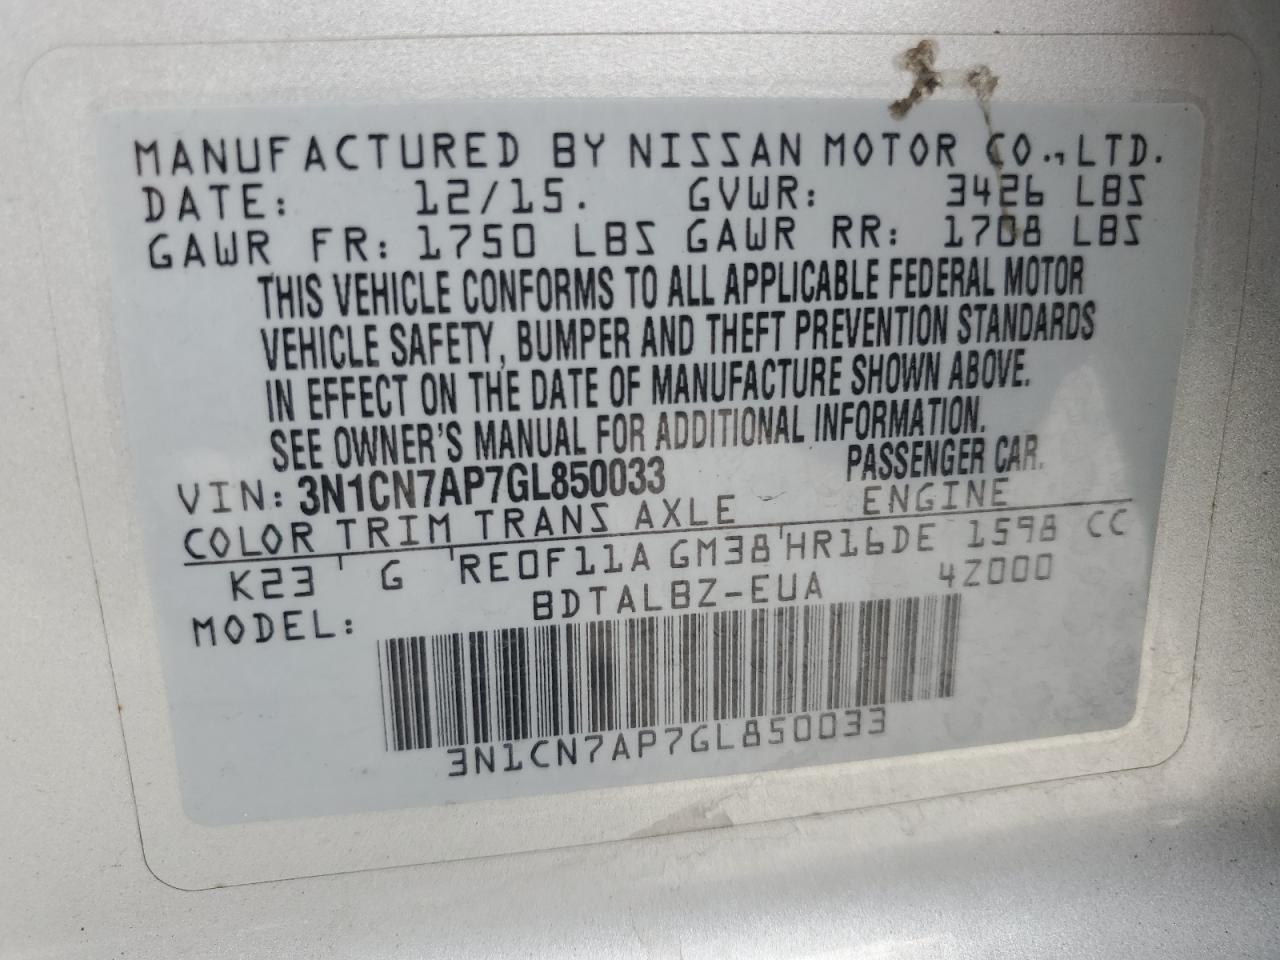 MANUFACTURED BY NISSAN MOTOR CO., LTD.
DATE: 12/15. GVWR: 3426 LBS
GAWR FR: 1750 LBS GAWR RR: 1708 LBS
THIS VEHICLE CONFORMS TO ALL APPLICABLE FEDERAL MOTOR
VEHICLE SAFETY, BUMPER AND THEFT PREVENTION STANDARDS
IN EFFECT ON THE DATE OF MANUFACTURE SHOWN ABOVE.
SEE OWNER'S MANUAL FOR ADDITIONAL INFORMATION.
VIN: 3N1CN7AP7GL850033 PASSENGER CAR.
COLOR TRIM TRANS AXLE ENGINE
K23 G RE0F11A GM38 HR16DE 1598 CC
MODEL: BDTALBZ-EUA 4Z000
3N1CN7AP7GL850033